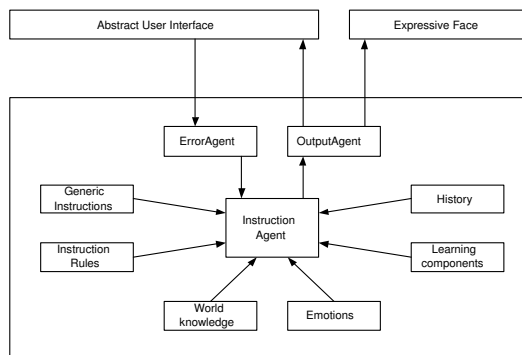 Abstract User Interface
Expressive Face
ErrorAgent
OutputAgent
Generic
Instructions
Instruction
Agent
History
Instruction
Rules
Learning
components
World
knowledge
Emotions